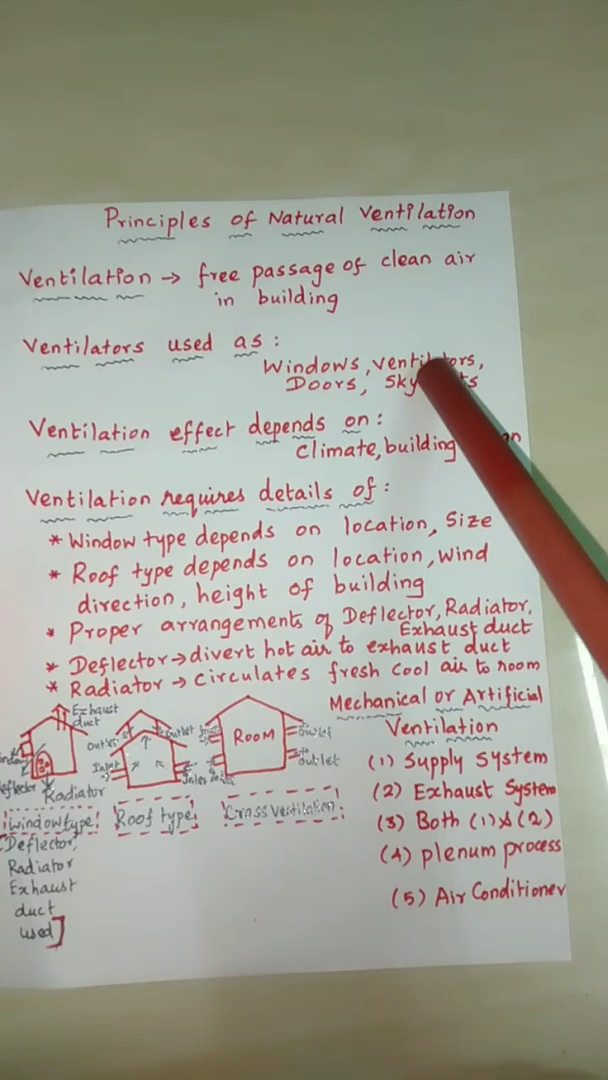 Principles of Natural Ventilation
Ventilation → free passage of clean air
in building
Ventilators used as :
Windows, Ventilators,
Doors,
Ventilation effect depends on :
Climate, building
Ventilation requires details of :
* Window type depends on location, Size
* Roof type depends on location, wind
direction, height of building
* Proper arrangements of Deflector, Radiator,
Exhaust duct
* Deflector → divert hot air to exhaust duct
* Radiator → circulates fresh cool air to room
Exhaust
duct
Radiator
Window type
Deflector,
Radiator
Exhaust
duct
used]
Outlet
Outlet
Inlet
Inlet
Roof type
ROOM
Outlet
outlet
Cross Ventilation
Mechanical or Artificial
Ventilation
(1) Supply System
(2) Exhaust System
(3) Both (1) & (2)
(4) plenum process
(5) Air Conditioner